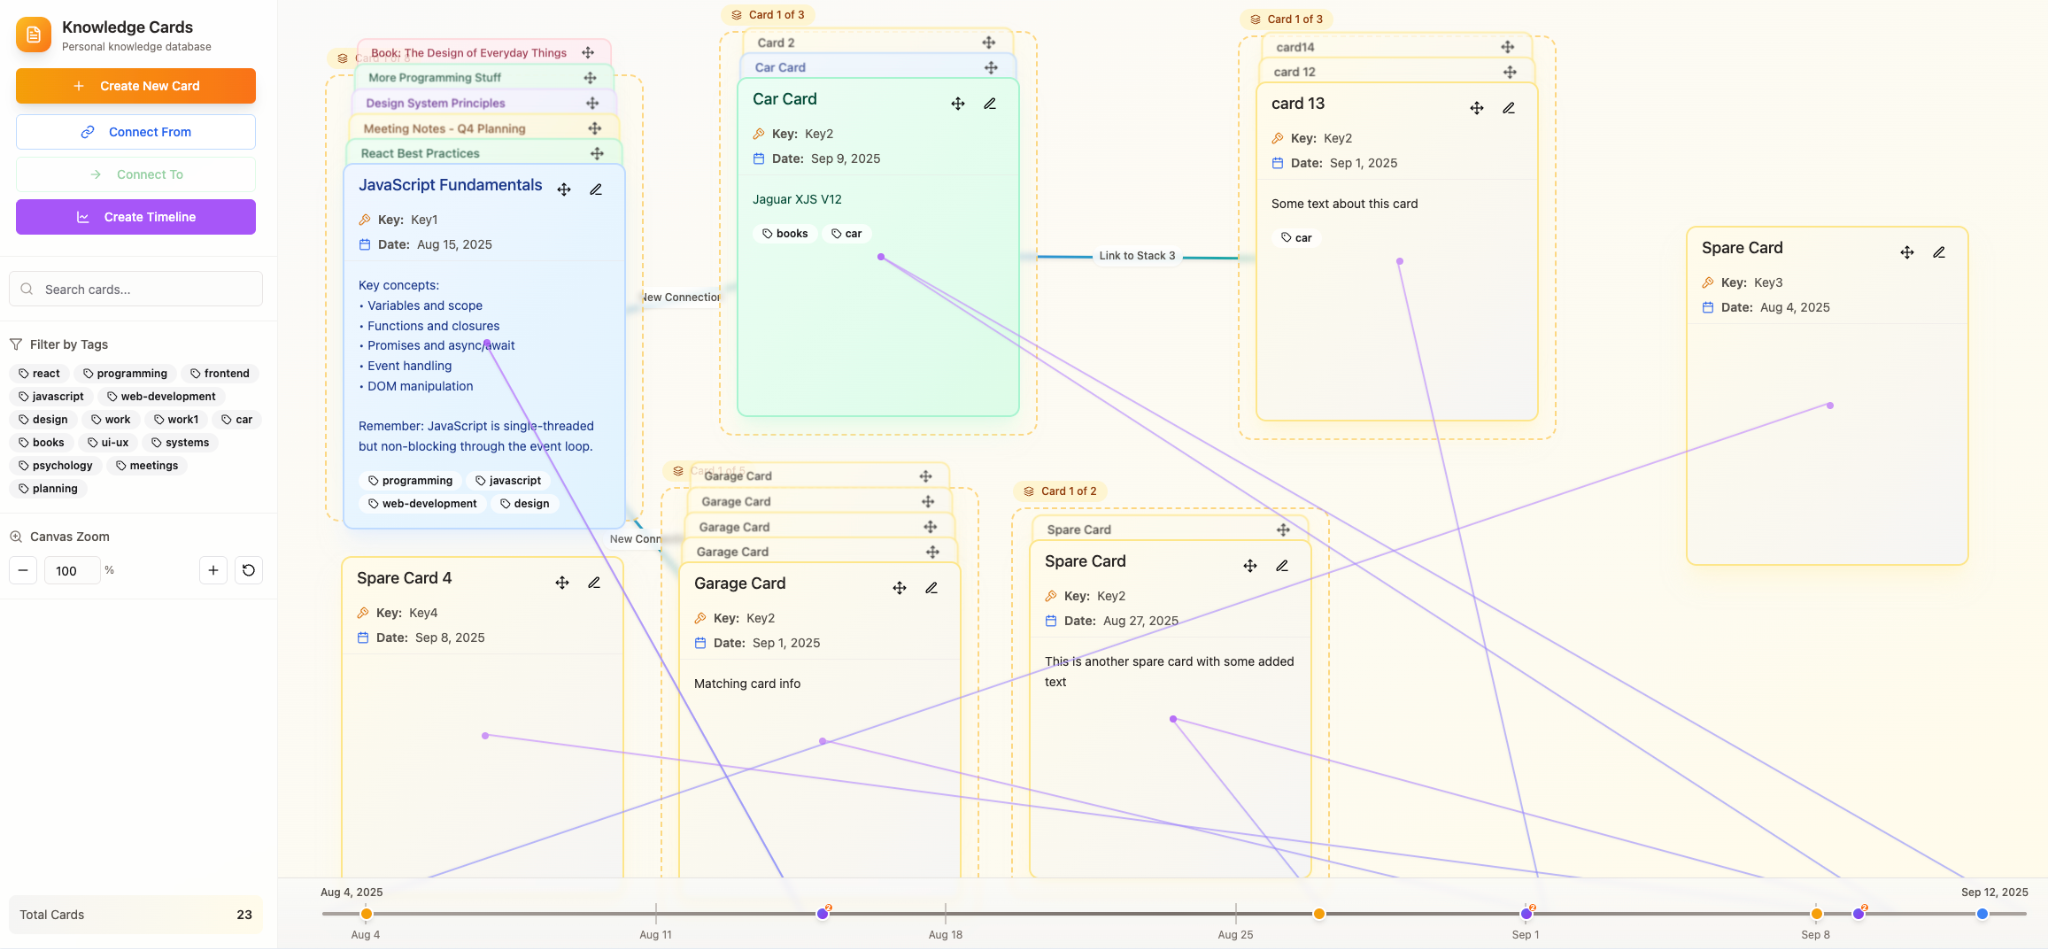 Knowledge Cards
Personal knowledge database
Create New Card
Connect From
Connect To
Create Timeline
Search cards...
Filter by Tags
react
programming
frontend
javascript
web-development
design
work
work1
car
books
ui-ux
systems
psychology
meetings
planning
Canvas Zoom
100
%
Total Cards
23
Book: The Design of Everyday Things
More Programming Stuff
Design System Principles
Meeting Notes - Q4 Planning
React Best Practices
JavaScript Fundamentals
Key: Key1
Date: Aug 15, 2025
Key concepts:
• Variables and scope
• Functions and closures
• Promises and async/await
• Event handling
• DOM manipulation
Remember: JavaScript is single-threaded
but non-blocking through the event loop.
programming
javascript
web-development
design
New Connection
Card 1 of 3
Card 2
Car Card
Car Card
Key: Key2
Date: Sep 9, 2025
Jaguar XJS V12
books
car
Link to Stack 3
Card 1 of 3
card14
card 12
card 13
Key: Key2
Date: Sep 1, 2025
Some text about this card
car
Spare Card
Key: Key3
Date: Aug 4, 2025
New Conn
Spare Card 4
Key: Key4
Date: Sep 8, 2025
Card 1 of 5
Garage Card
Garage Card
Garage Card
Garage Card
Garage Card
Key: Key2
Date: Sep 1, 2025
Matching card info
Card 1 of 2
Spare Card
Spare Card
Key: Key2
Date: Aug 27, 2025
This is another spare card with some added
text
Aug 4, 2025
Sep 12, 2025
2
2
2
Aug 4
Aug 11
Aug 18
Aug 25
Sep 1
Sep 8